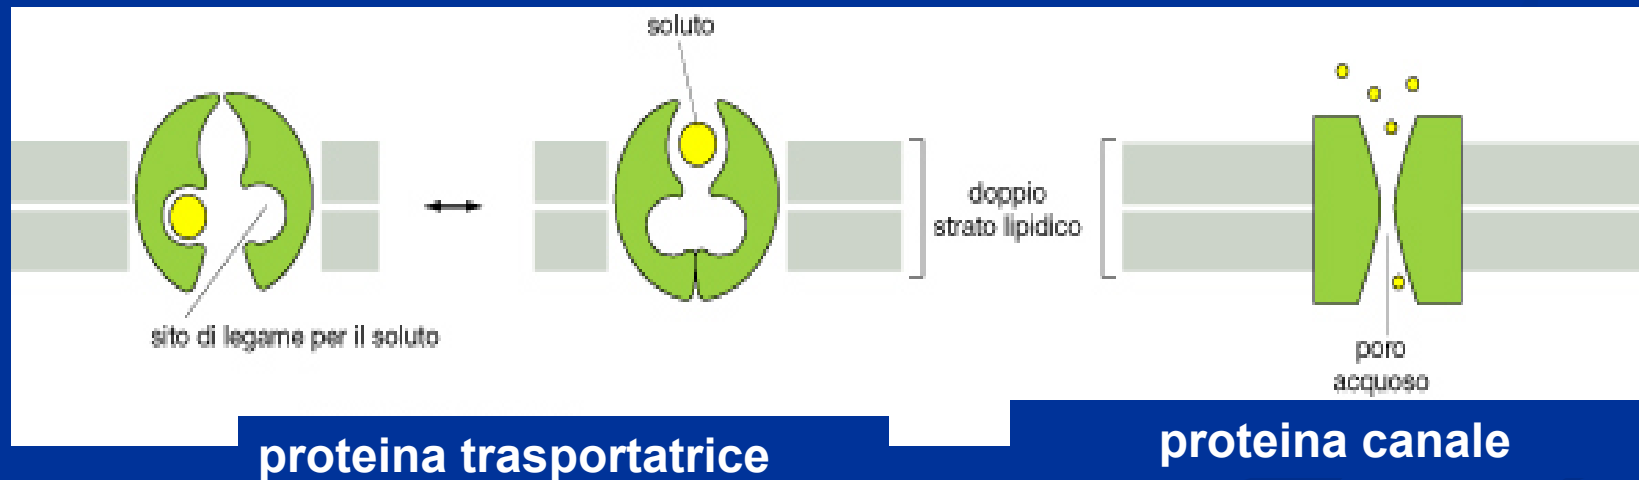 soluto
doppio
strato lipidico
sito di legame per il soluto
poro
acquoso
proteina trasportatrice
proteina canale